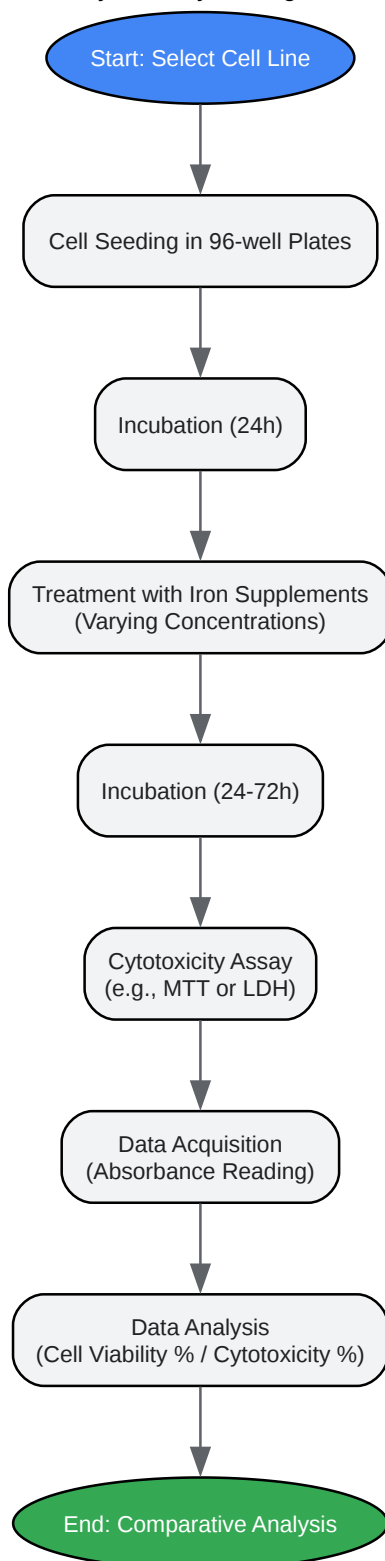 Start: Select Cell Line
Cell Seeding in 96-well Plates
Incubation (24h)
Treatment with Iron Supplements
(Varying Concentrations)
Incubation (24-72h)
Cytotoxicity Assay
(e.g., MTT or LDH)
Data Acquisition
(Absorbance Reading)
Data Analysis
(Cell Viability % / Cytotoxicity %)
End: Comparative Analysis